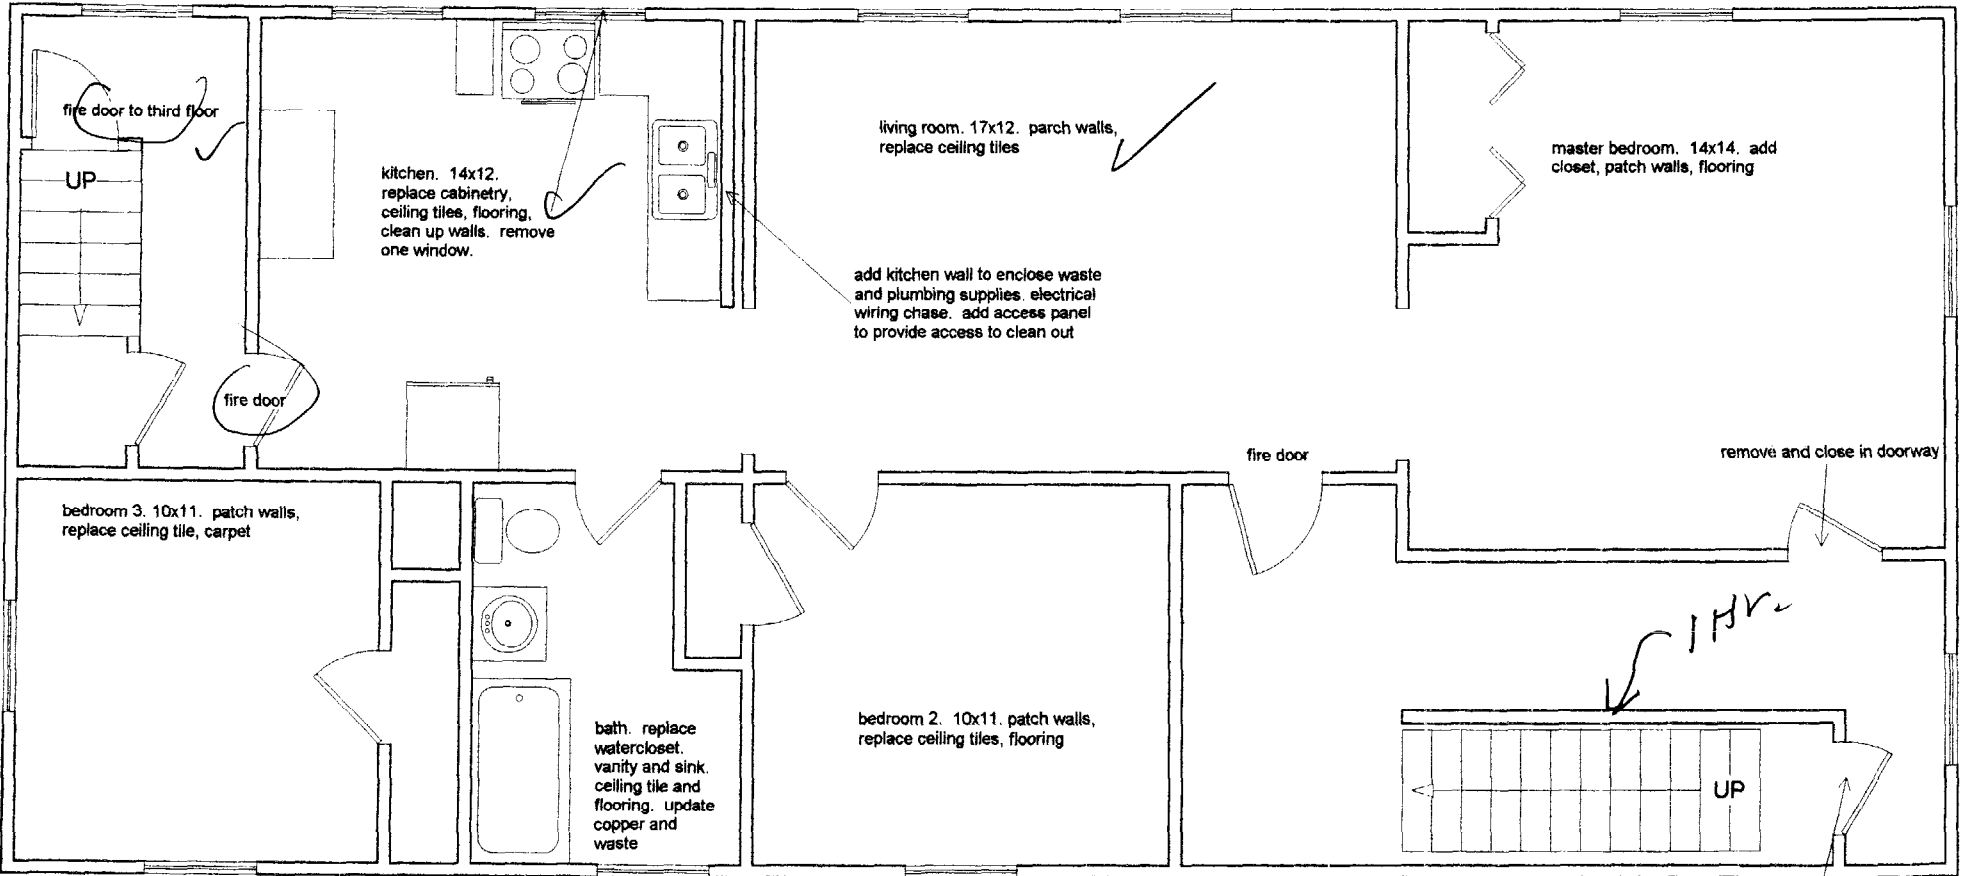 fire door to third floor
UP
kitchen. 14x12.
replace cabinetry,
ceiling tiles, flooring,
clean up walls. remove
one window.
living room. 17x12. parch walls,
replace ceiling tiles
master bedroom. 14x14. add
closet, patch walls, flooring
add kitchen wall to enclose waste
and plumbing supplies. electrical
wiring chase. add access panel
to provide access to clean out
fire door
fire door
remove and close in doorway
bedroom 3. 10x11. patch walls,
replace ceiling tile, carpet
1 Hr.
bath. replace
watercloset.
vanity and sink.
ceiling tile and
flooring. update
copper and
waste
bedroom 2. 10x11. patch walls,
replace ceiling tiles, flooring
UP